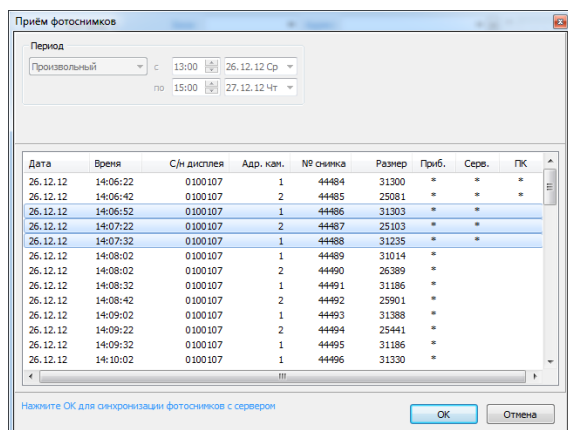 Приём фотоснимков
Период
Произвольный с 13:00 26.12.12 Ср
по 15:00 27.12.12 Чт
Дата Время С/н дисплея Адр. кам. № снимка Размер Приб. Серв. ПК
26.12.12 14:06:22 0100107 1 44484 31300 * * *
26.12.12 14:06:42 0100107 2 44485 25081 * * *
26.12.12 14:06:52 0100107 1 44486 31303 * *
26.12.12 14:07:22 0100107 2 44487 25103 * *
26.12.12 14:07:32 0100107 1 44488 31235 * *
26.12.12 14:08:02 0100107 1 44489 31014 *
26.12.12 14:08:02 0100107 2 44490 26389 *
26.12.12 14:08:32 0100107 1 44491 31186 *
26.12.12 14:08:42 0100107 2 44492 25901 *
26.12.12 14:09:02 0100107 1 44493 31388 *
26.12.12 14:09:22 0100107 2 44494 25441 *
26.12.12 14:09:32 0100107 1 44495 31186 *
26.12.12 14:10:02 0100107 1 44496 31330 *
Нажмите ОК для синхронизации фотоснимков с сервером
ОК Отмена